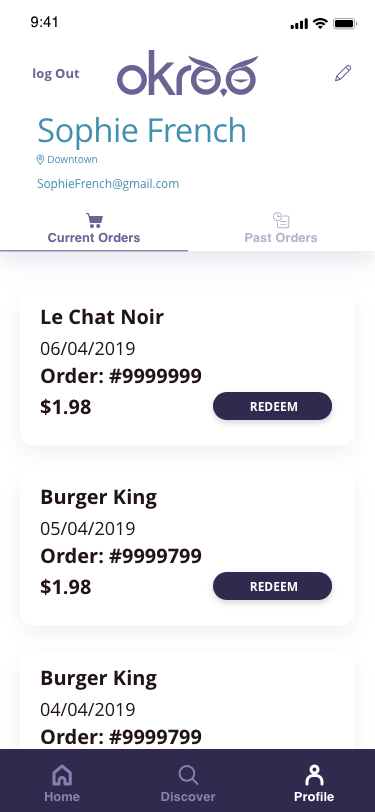 9:41
log Out
okroo
Sophie French
Downtown
SophieFrench@gmail.com
Current Orders
Past Orders
Le Chat Noir
06/04/2019
Order: #9999999
$1.98
REDEEM
Burger King
05/04/2019
Order: #9999799
$1.98
REDEEM
Burger King
04/04/2019
Order: #9999799
Home
Discover
Profile